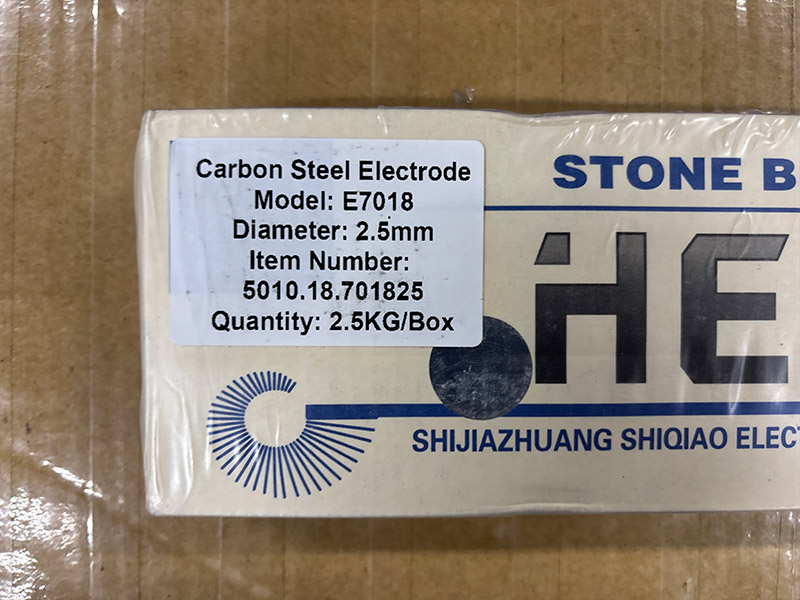 Carbon Steel Electrode
Model: E7018
Diameter: 2.5mm
Item Number:
5010.18.701825
Quantity: 2.5KG/Box
STONE B
HE
SHIJIAZHUANG SHIQIAO ELECT